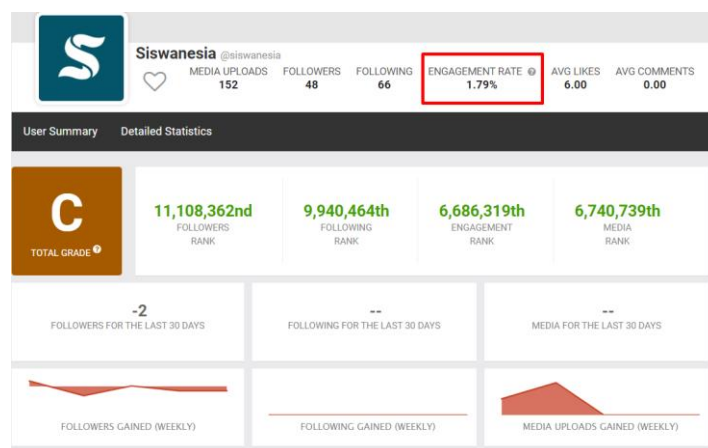 S
Siswanesia @siswanesia
MEDIA UPLOADS FOLLOWERS FOLLOWING ENGAGEMENT RATE AVG LIKES AVG COMMENTS
152 48 66 1.79% 6.00 0.00
User Summary Detailed Statistics
C
TOTAL GRADE ?
11,108,362nd 9,940,464th 6,686,319th 6,740,739th
FOLLOWERS FOLLOWING ENGAGEMENT MEDIA
RANK RANK RANK RANK
-2 -- --
FOLLOWERS FOR THE LAST 30 DAYS FOLLOWING FOR THE LAST 30 DAYS MEDIA FOR THE LAST 30 DAYS
FOLLOWERS GAINED (WEEKLY) FOLLOWING GAINED (WEEKLY) MEDIA UPLOADS GAINED (WEEKLY)